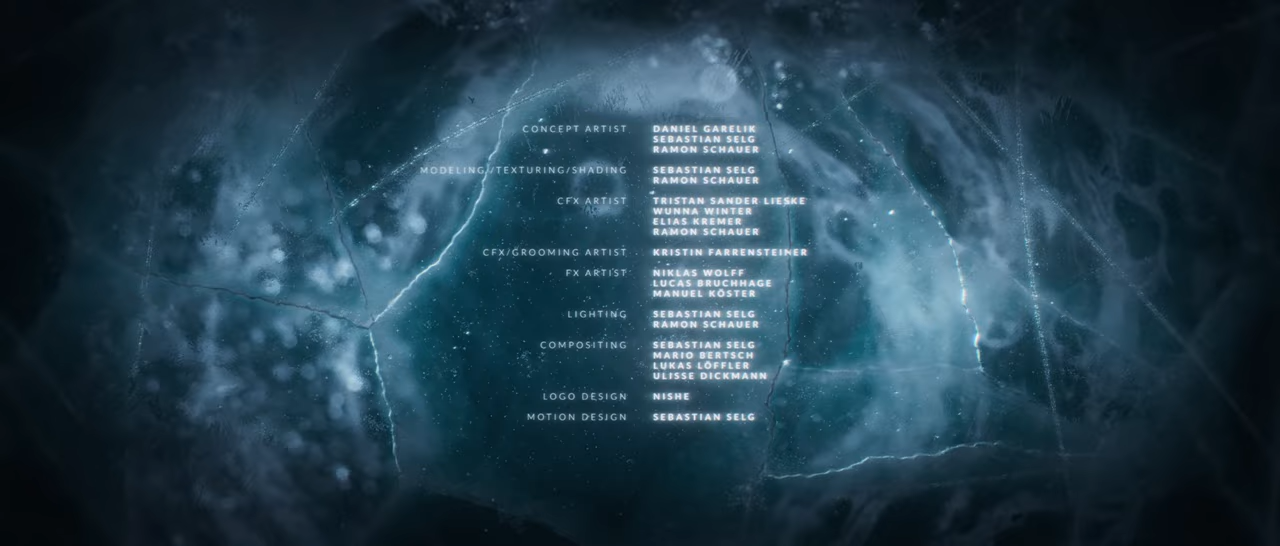 CONCEPT ARTIST DANIEL GARELIK
SEBASTIAN SELG
RAMON SCHAUER
MODELING/TEXTURING/SHADING SEBASTIAN SELG
RAMON SCHAUER
CFX ARTIST TRISTAN SANDER LIESKE
WUNNA WINTER
ELIAS KREMER
RAMON SCHAUER
CFX/GROOMING ARTIST KRISTIN FARRENSTEINER
FX ARTIST NIKLAS WOLFF
LUCAS BRUCHHAGE
MANUEL KÖSTER
LIGHTING SEBASTIAN SELG
RAMON SCHAUER
COMPOSITING SEBASTIAN SELG
MARIO BERTSCH
LUKAS LÖFFLER
ULISSE DICKMANN
LOGO DESIGN NISHE
MOTION DESIGN SEBASTIAN SELG